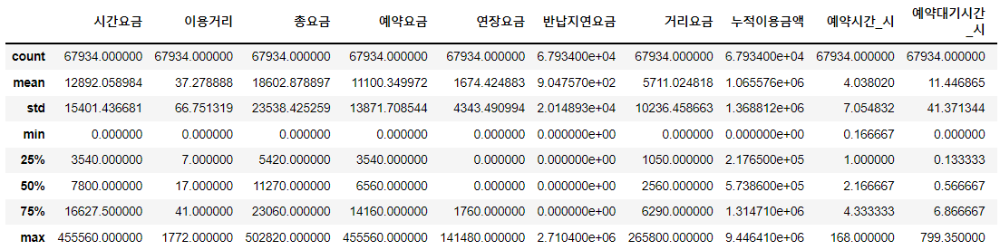 시간요금 이용거리 총요금 예약요금 연장요금 반납지연요금 거리요금 누적이용금액 예약시간_시 예약대기시간
_시
count 67934.000000 67934.000000 67934.000000 67934.000000 67934.000000 6.793400e+04 67934.000000 6.793400e+04 67934.000000 67934.000000
mean 12892.058984 37.278888 18602.878897 11100.349972 1674.424883 9.047570e+02 5711.024818 1.065576e+06 4.038020 11.446865
std 15401.436681 66.751319 23538.425259 13871.708544 4343.490994 2.014893e+04 10236.458663 1.368812e+06 7.054832 41.371344
min 0.000000 0.000000 0.000000 0.000000 0.000000 0.000000e+00 0.000000 0.000000e+00 0.166667 0.000000
25% 3540.000000 7.000000 5420.000000 3540.000000 0.000000 0.000000e+00 1050.000000 2.176500e+05 1.000000 0.133333
50% 7800.000000 17.000000 11270.000000 6560.000000 0.000000 0.000000e+00 2560.000000 5.738600e+05 2.166667 0.566667
75% 16627.500000 41.000000 23060.000000 14160.000000 1760.000000 0.000000e+00 6290.000000 1.314710e+06 4.333333 6.866667
max 455560.000000 1772.000000 502820.000000 455560.000000 141480.000000 2.710400e+06 265800.000000 9.446410e+06 168.000000 799.350000